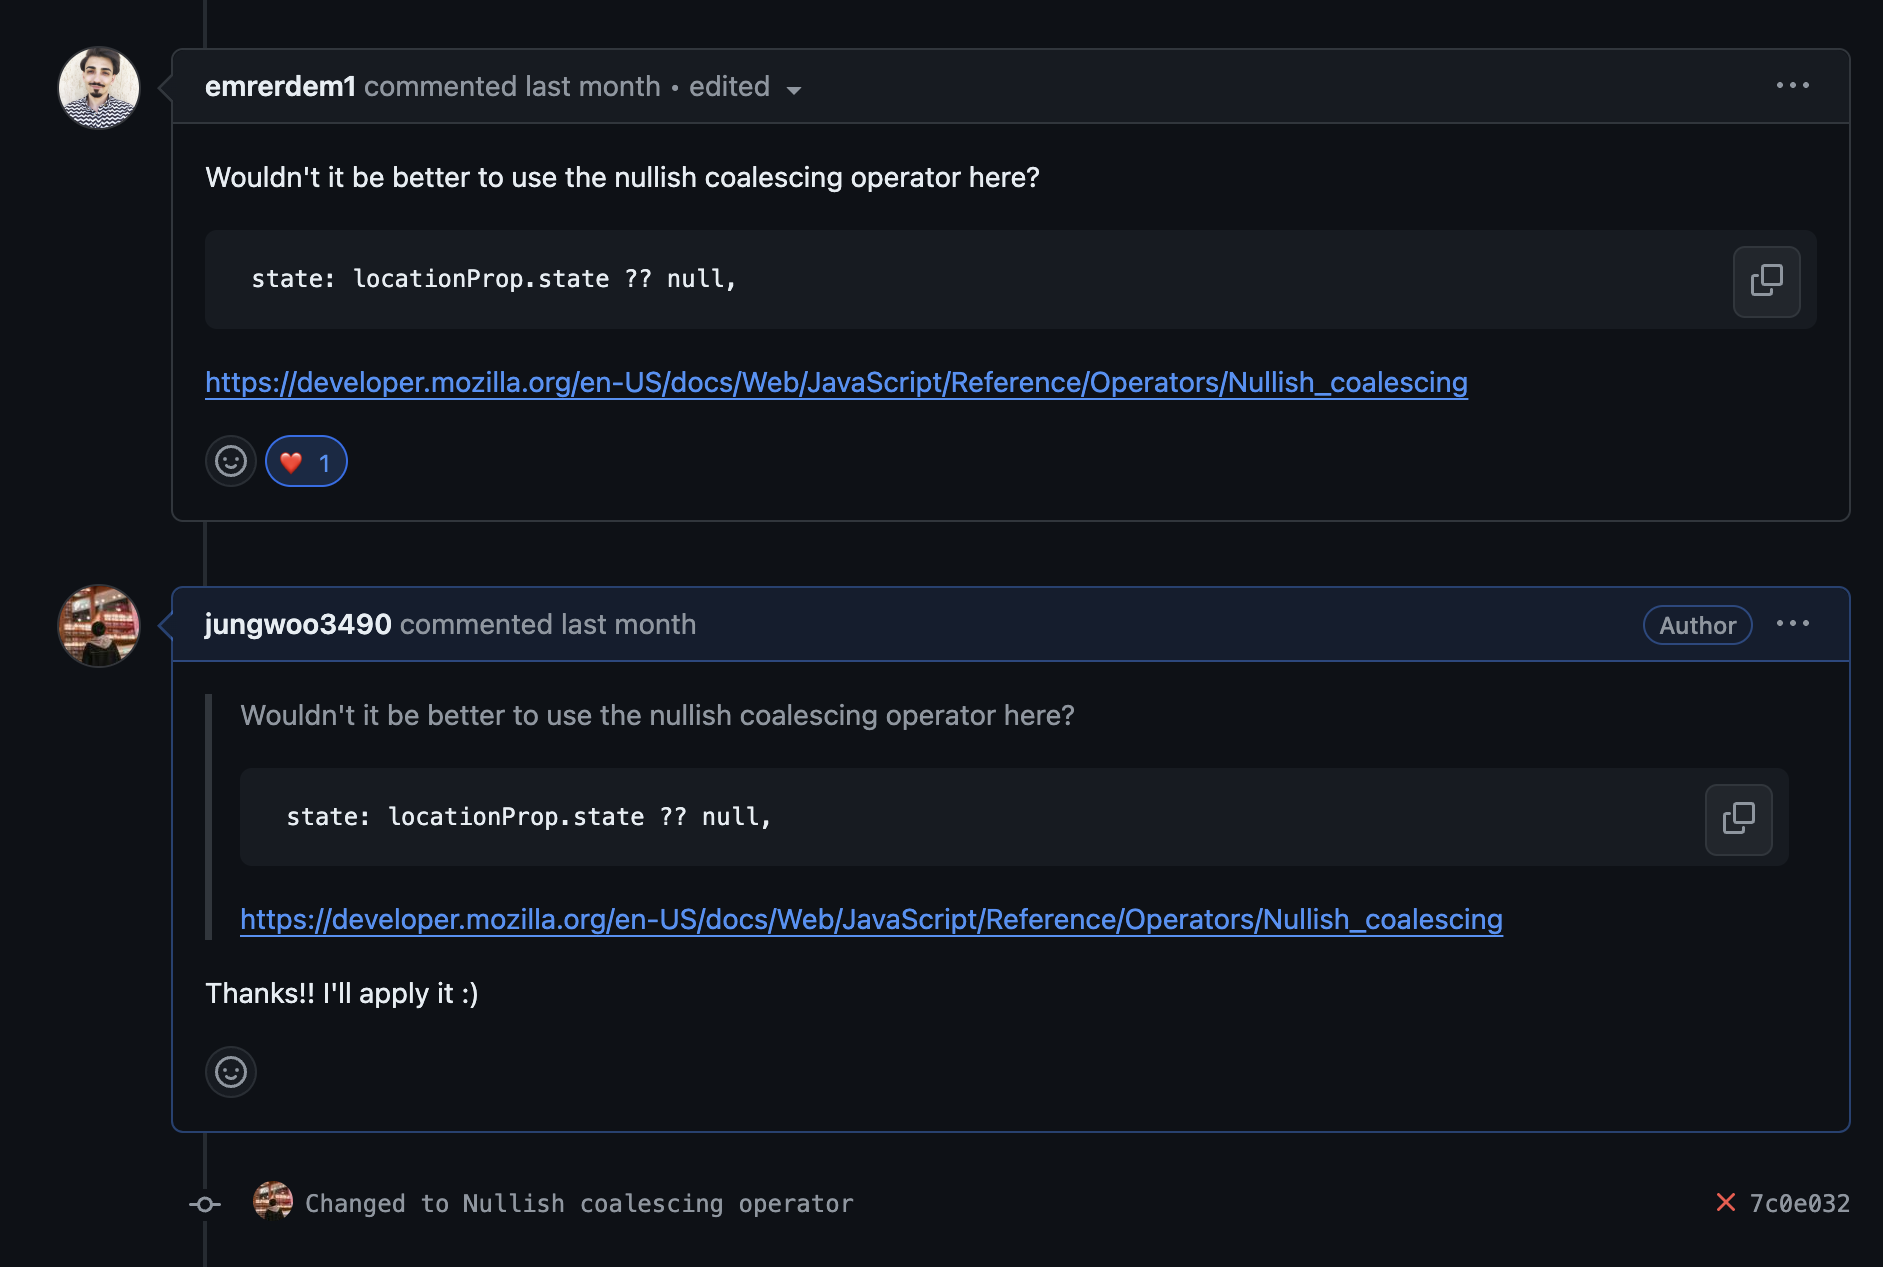 emrerdem1 commented last month • edited
Wouldn't it be better to use the nullish coalescing operator here?
state: locationProp.state ?? null,
https://developer.mozilla.org/en-US/docs/Web/JavaScript/Reference/Operators/Nullish_coalescing
❤️ 1
jungwoo3490 commented last month Author
Wouldn't it be better to use the nullish coalescing operator here?
state: locationProp.state ?? null,
https://developer.mozilla.org/en-US/docs/Web/JavaScript/Reference/Operators/Nullish_coalescing
Thanks!! I'll apply it :)
Changed to Nullish coalescing operator 7c0e032